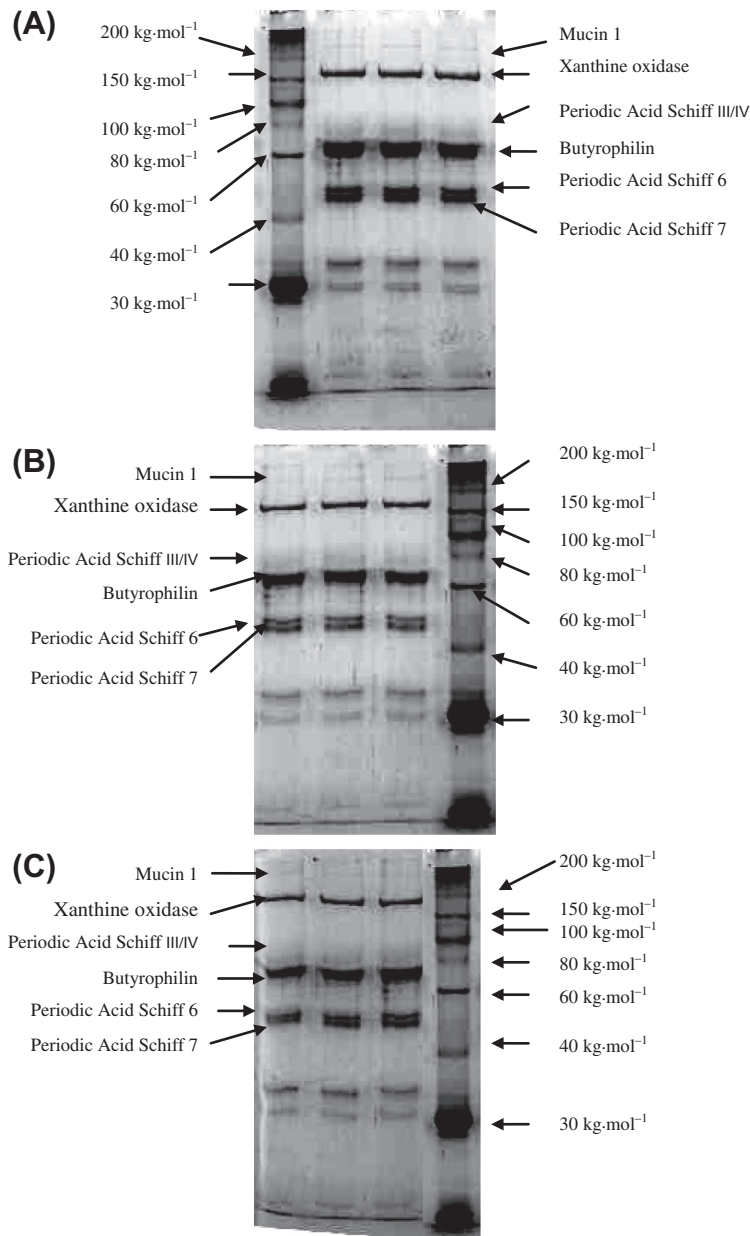 (A)
200 kg·mol⁻¹
150 kg·mol⁻¹
100 kg·mol⁻¹
80 kg·mol⁻¹
60 kg·mol⁻¹
40 kg·mol⁻¹
30 kg·mol⁻¹
Mucin 1
Xanthine oxidase
Periodic Acid Schiff III/IV
Butyrophilin
Periodic Acid Schiff 6
Periodic Acid Schiff 7
(B)
Mucin 1
Xanthine oxidase
Periodic Acid Schiff III/IV
Butyrophilin
Periodic Acid Schiff 6
Periodic Acid Schiff 7
200 kg·mol⁻¹
150 kg·mol⁻¹
100 kg·mol⁻¹
80 kg·mol⁻¹
60 kg·mol⁻¹
40 kg·mol⁻¹
30 kg·mol⁻¹
(C)
Mucin 1
Xanthine oxidase
Periodic Acid Schiff III/IV
Butyrophilin
Periodic Acid Schiff 6
Periodic Acid Schiff 7
200 kg·mol⁻¹
150 kg·mol⁻¹
100 kg·mol⁻¹
80 kg·mol⁻¹
60 kg·mol⁻¹
40 kg·mol⁻¹
30 kg·mol⁻¹